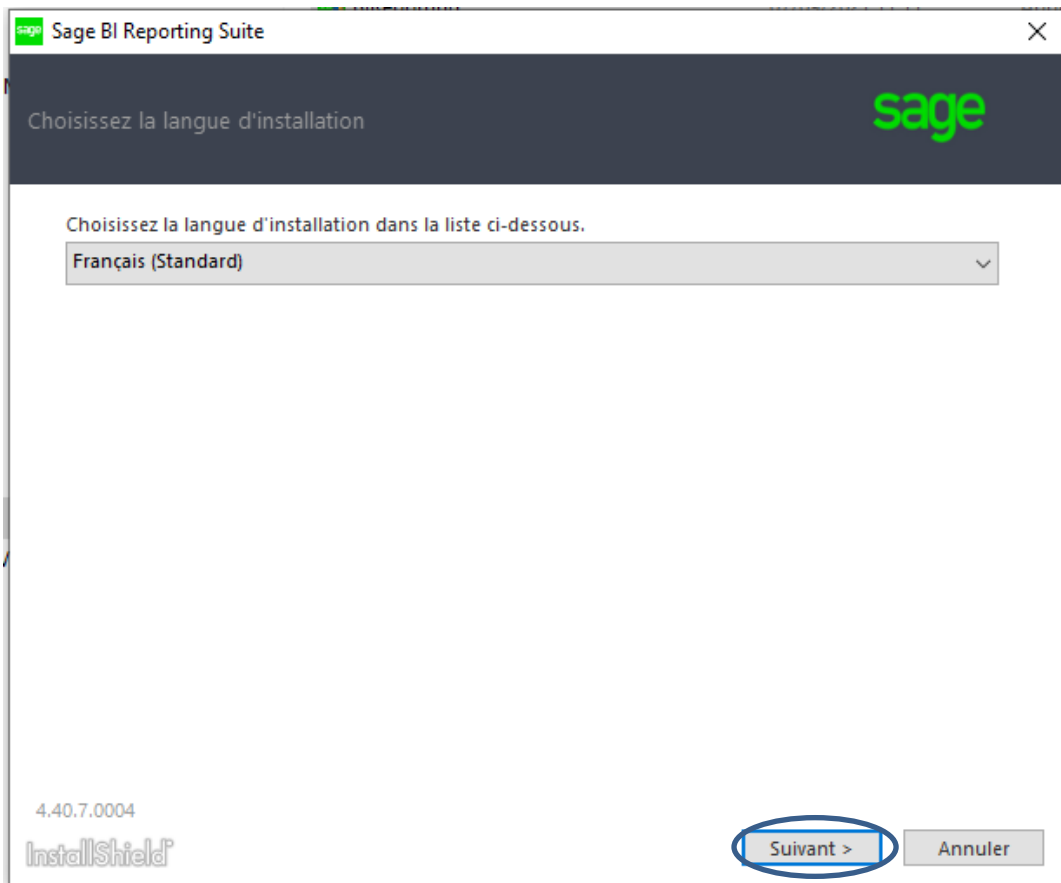 sage Sage BI Reporting Suite
Choisissez la langue d'installation
sage
Choisissez la langue d'installation dans la liste ci-dessous.
Français (Standard)
4.40.7.0004
InstallShield
Suivant >
Annuler